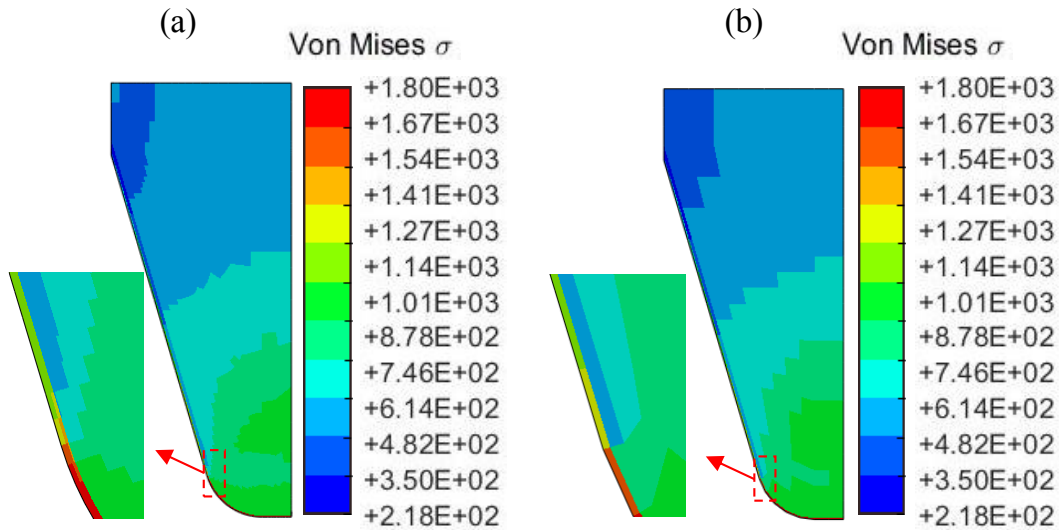 (a)
Von Mises σ
+1.80E+03
+1.67E+03
+1.54E+03
+1.41E+03
+1.27E+03
+1.14E+03
+1.01E+03
+8.78E+02
+7.46E+02
+6.14E+02
+4.82E+02
+3.50E+02
+2.18E+02
(b)
Von Mises σ
+1.80E+03
+1.67E+03
+1.54E+03
+1.41E+03
+1.27E+03
+1.14E+03
+1.01E+03
+8.78E+02
+7.46E+02
+6.14E+02
+4.82E+02
+3.50E+02
+2.18E+02